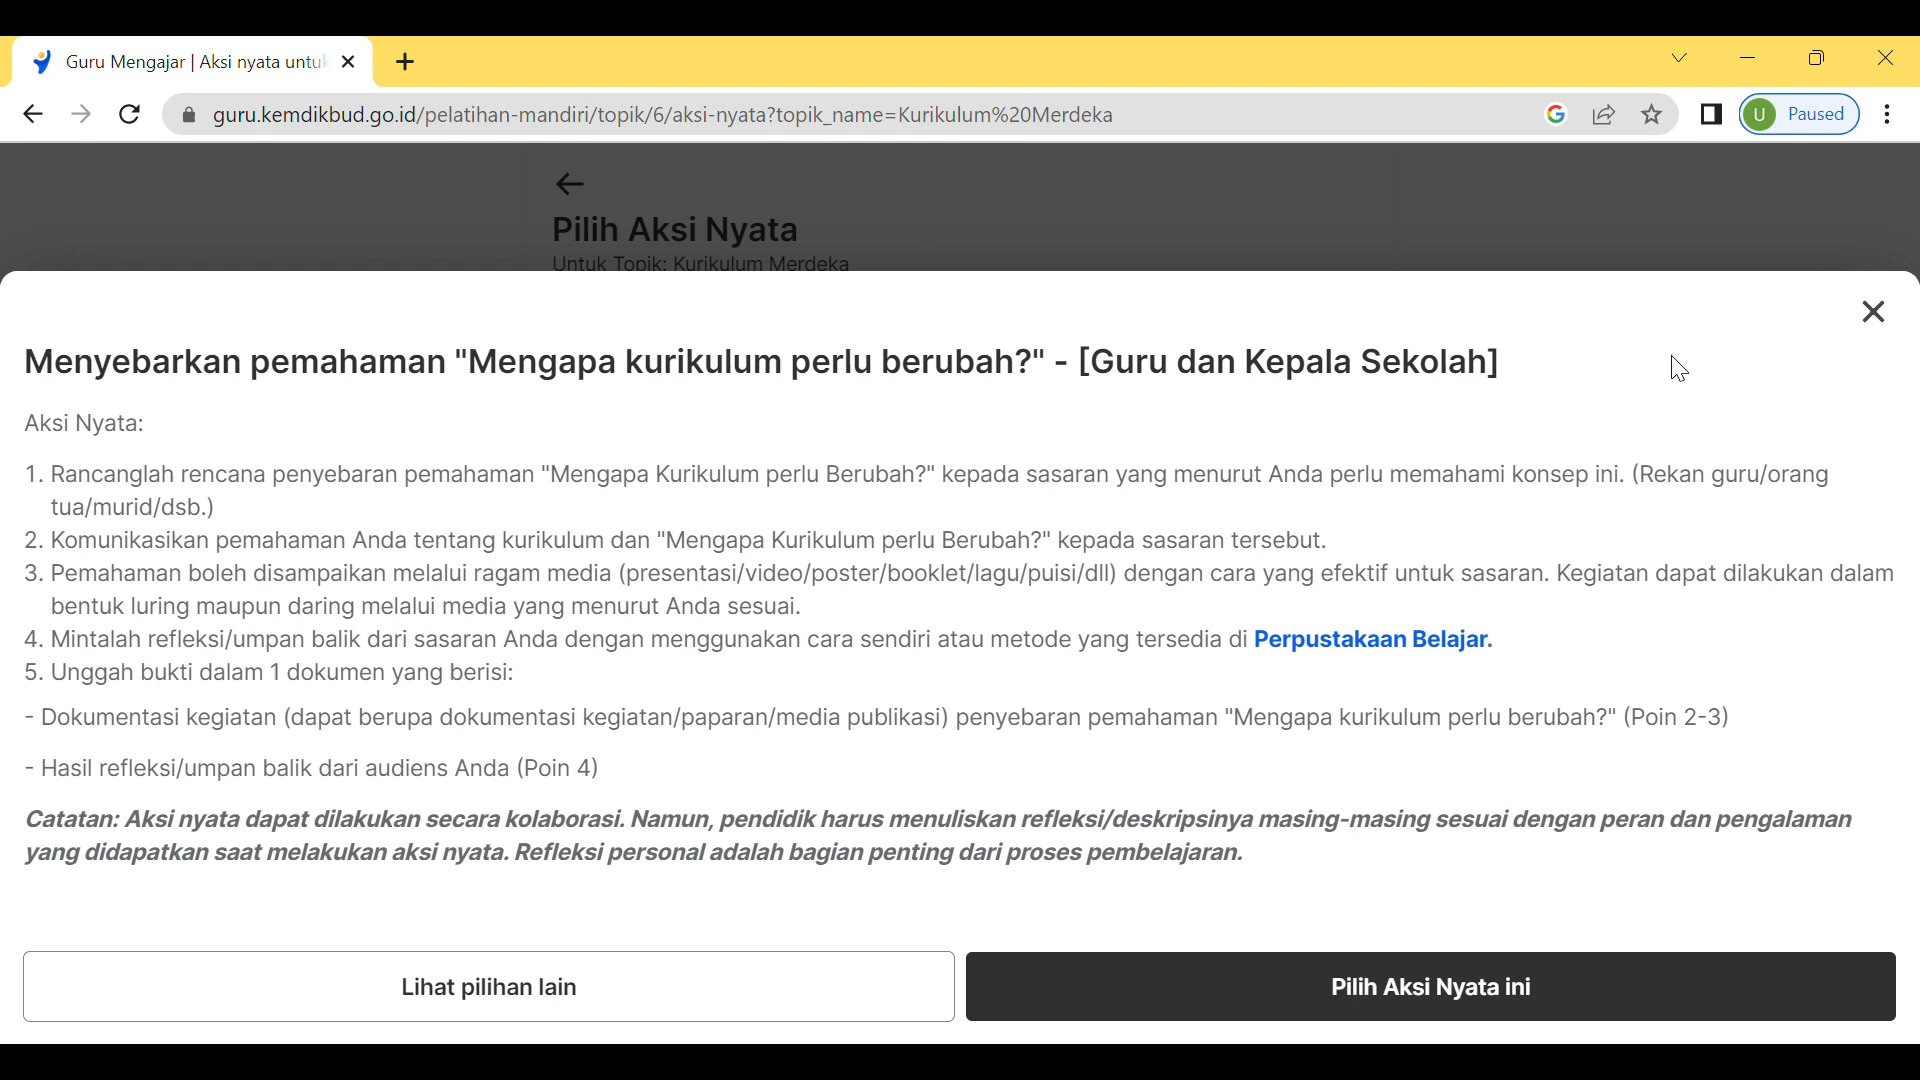 Guru Mengajar | Aksi nyata untuk
guru.kemdikbud.go.id/pelatihan-mandiri/topik/6/aksi-nyata?topik_name=Kurikulum%20Merdeka
U Paused
Pilih Aksi Nyata
Untuk Topik: Kurikulum Merdeka
Menyebarkan pemahaman "Mengapa kurikulum perlu berubah?" - [Guru dan Kepala Sekolah]
Aksi Nyata:
1. Rancanglah rencana penyebaran pemahaman "Mengapa Kurikulum perlu Berubah?" kepada sasaran yang menurut Anda perlu memahami konsep ini. (Rekan guru/orang
tua/murid/dsb.)
2. Komunikasikan pemahaman Anda tentang kurikulum dan "Mengapa Kurikulum perlu Berubah?" kepada sasaran tersebut.
3. Pemahaman boleh disampaikan melalui ragam media (presentasi/video/poster/booklet/lagu/puisi/dll) dengan cara yang efektif untuk sasaran. Kegiatan dapat dilakukan dalam
bentuk luring maupun daring melalui media yang menurut Anda sesuai.
4. Mintalah refleksi/umpan balik dari sasaran Anda dengan menggunakan cara sendiri atau metode yang tersedia di Perpustakaan Belajar.
5. Unggah bukti dalam 1 dokumen yang berisi:
- Dokumentasi kegiatan (dapat berupa dokumentasi kegiatan/paparan/media publikasi) penyebaran pemahaman "Mengapa kurikulum perlu berubah?" (Poin 2-3)
- Hasil refleksi/umpan balik dari audiens Anda (Poin 4)
Catatan: Aksi nyata dapat dilakukan secara kolaborasi. Namun, pendidik harus menuliskan refleksi/deskripsinya masing-masing sesuai dengan peran dan pengalaman
yang didapatkan saat melakukan aksi nyata. Refleksi personal adalah bagian penting dari proses pembelajaran.
Lihat pilihan lain
Pilih Aksi Nyata ini